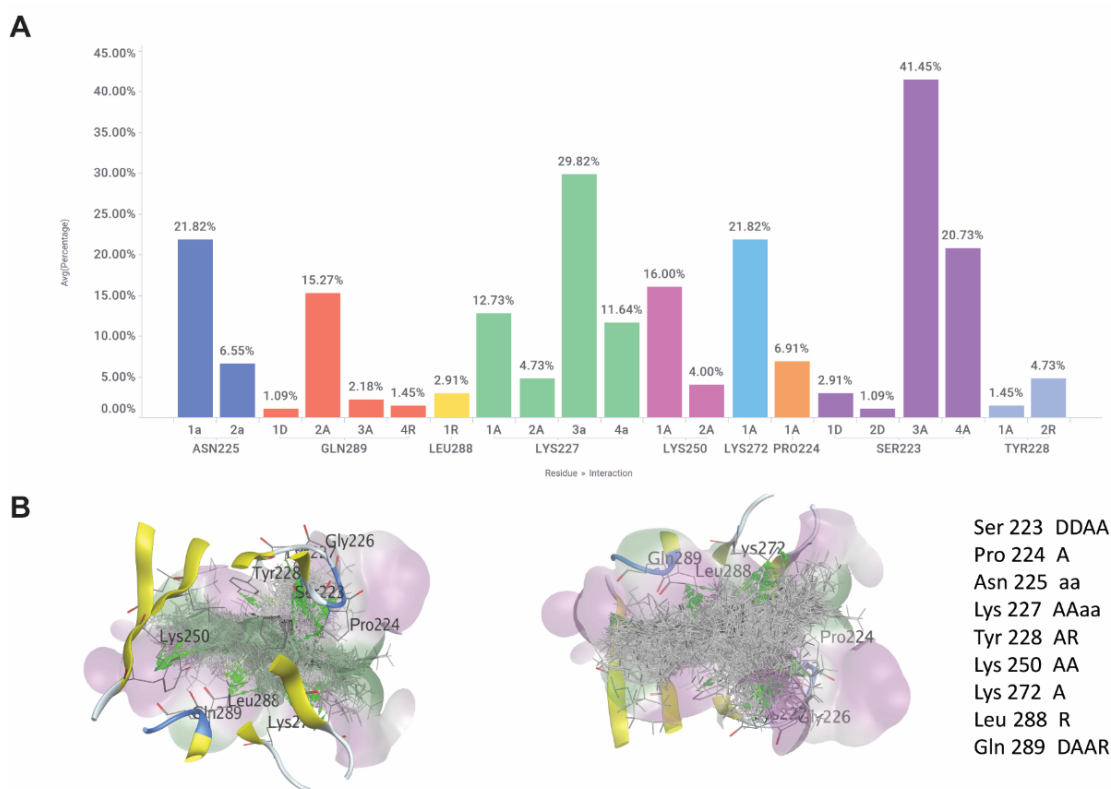 A
45.00%
40.00%
35.00%
30.00%
25.00%
20.00%
15.00%
10.00%
5.00%
0.00%
Avg(Percentage)
21.82% 6.55% 1.09% 15.27% 2.18% 1.45% 2.91% 12.73% 4.73% 29.82% 11.64% 16.00% 4.00% 21.82% 6.91% 2.91% 1.09% 41.45% 20.73% 1.45% 4.73%
1a 2a 1D 2A 3A 4R 1R 1A 2A 3a 4a 1A 2A 1A 1A 1D 2D 3A 4A 1A 2R
ASN225 GLN289 LEU288 LYS227 LYS250 LYS272 PRO224 SER223 TYR228
Residue » Interaction
B
Gly226
Tyr228
Pro224
Lys250
Leu288
Gln289
Gln289
Lys272
Leu288
Pro224
Ser 223 DDAA
Pro 224 A
Asn 225 aa
Lys 227 AAaa
Tyr 228 AR
Lys 250 AA
Lys 272 A
Leu 288 R
Gln 289 DAAR